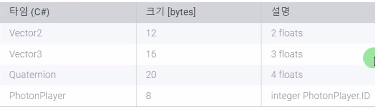 타임 (C#) 크기 [bytes] 설명
Vector2 12 2 floats
Vector3 16 3 floats
Quaternion 20 4 floats
PhotonPlayer 8 integer PhotonPlayer.ID